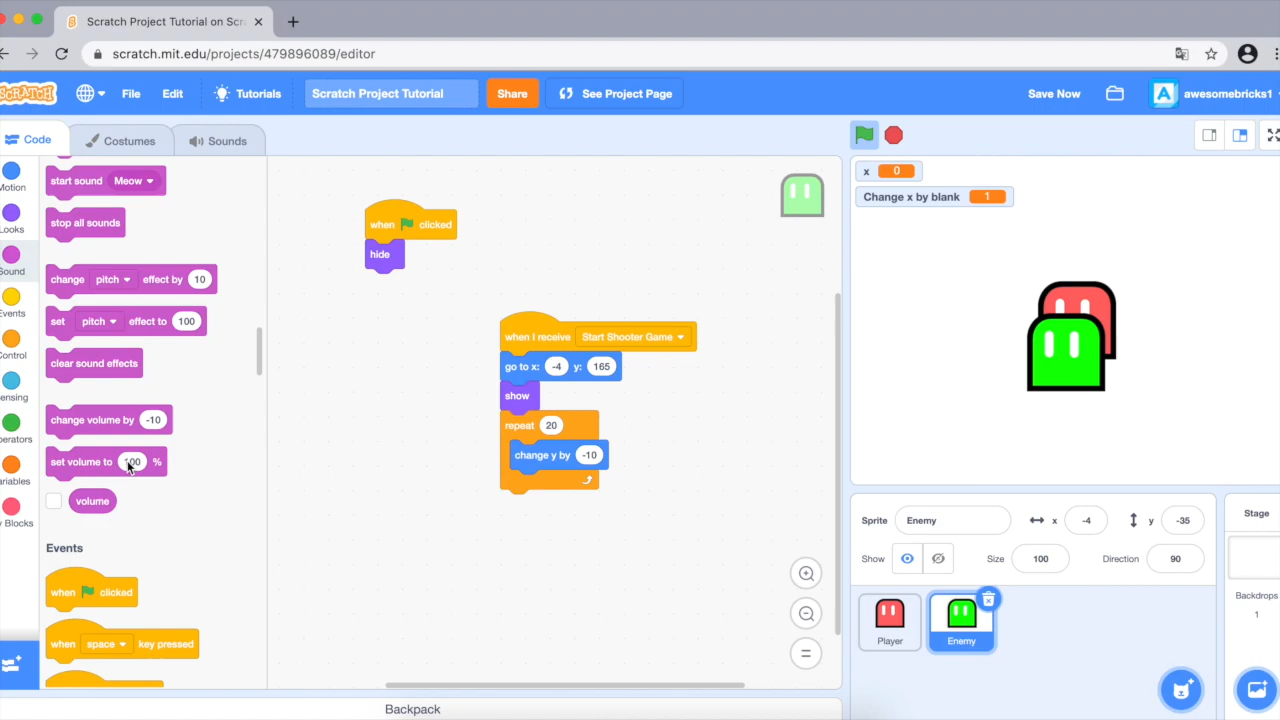 Scratch Project Tutorial on Scr
scratch.mit.edu/projects/479896089/editor
SCRATCH
File
Edit
Tutorials
Scratch Project Tutorial
Share
See Project Page
Save Now
A
awesomebricks1
Code
Costumes
Sounds
Motion
Looks
Sound
Events
Control
ensing
perators
ariables
y Blocks
start sound Meow
stop all sounds
change pitch effect by 10
set pitch effect to 100
clear sound effects
change volume by -10
set volume to 100 %
volume
Events
when clicked
when space key pressed
when clicked
hide
when I receive Start Shooter Game
go to x: -4 y: 165
show
repeat 20
change y by -10
x 0
Change x by blank 1
Sprite Enemy x -4 y -35
Show Size 100 Direction 90
Player
Enemy
Stage
Backdrops
1
Backpack